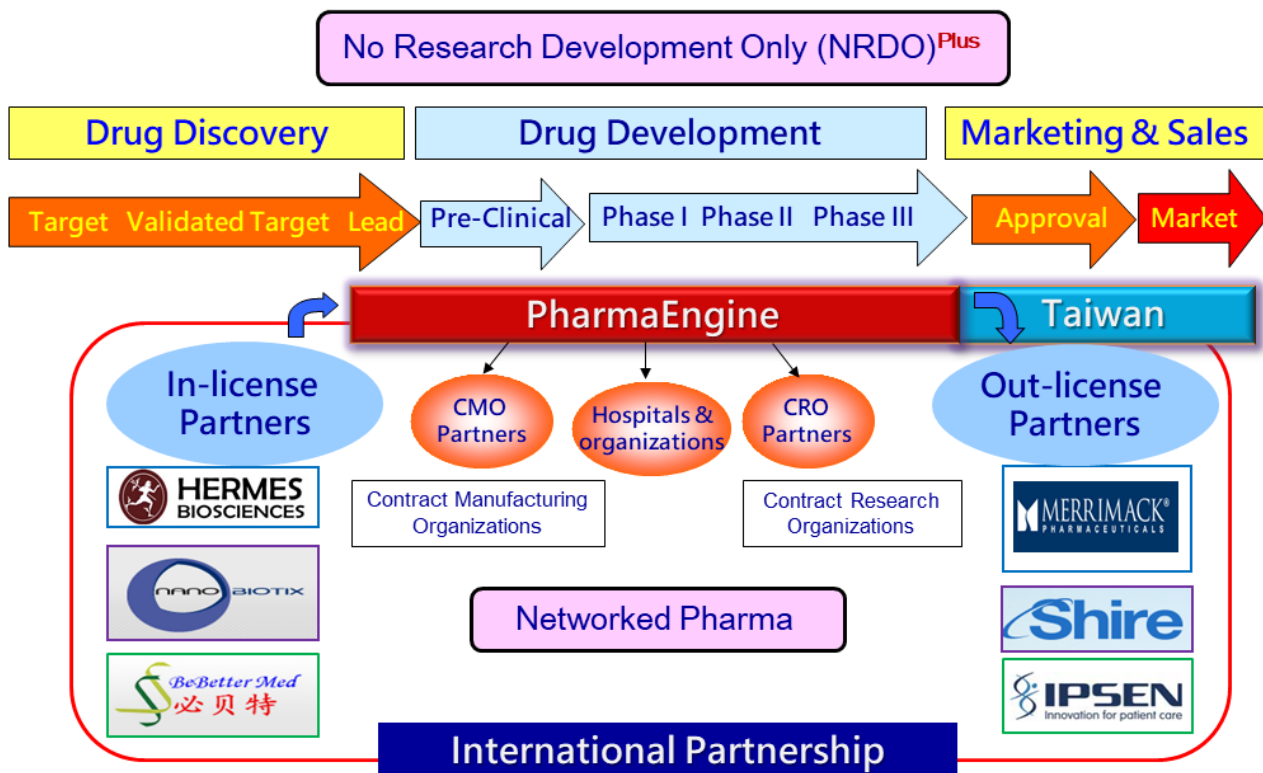 No Research Development Only (NRDO)Plus
Drug Discovery
Drug Development
Marketing & Sales
Target Validated Target Lead
Pre-Clinical
Phase I Phase II Phase III
Approval
Market
PharmaEngine
Taiwan
In-license
Partners
CMO
Partners
Hospitals &
organizations
CRO
Partners
Out-license
Partners
HERMES
BIOSCIENCES
Contract Manufacturing
Organizations
Contract Research
Organizations
MERRIMACK®
PHARMACEUTICALS
NANOBIOTIX
Networked Pharma
Shire
BeBetter Med
必贝特
IPSEN
Innovation for patient care
International Partnership